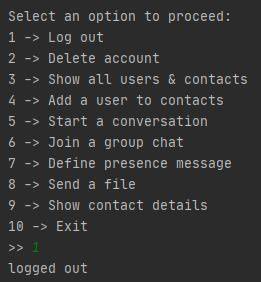 Select an option to proceed:
1 -> Log out
2 -> Delete account
3 -> Show all users & contacts
4 -> Add a user to contacts
5 -> Start a conversation
6 -> Join a group chat
7 -> Define presence message
8 -> Send a file
9 -> Show contact details
10 -> Exit
>> 1
logged out